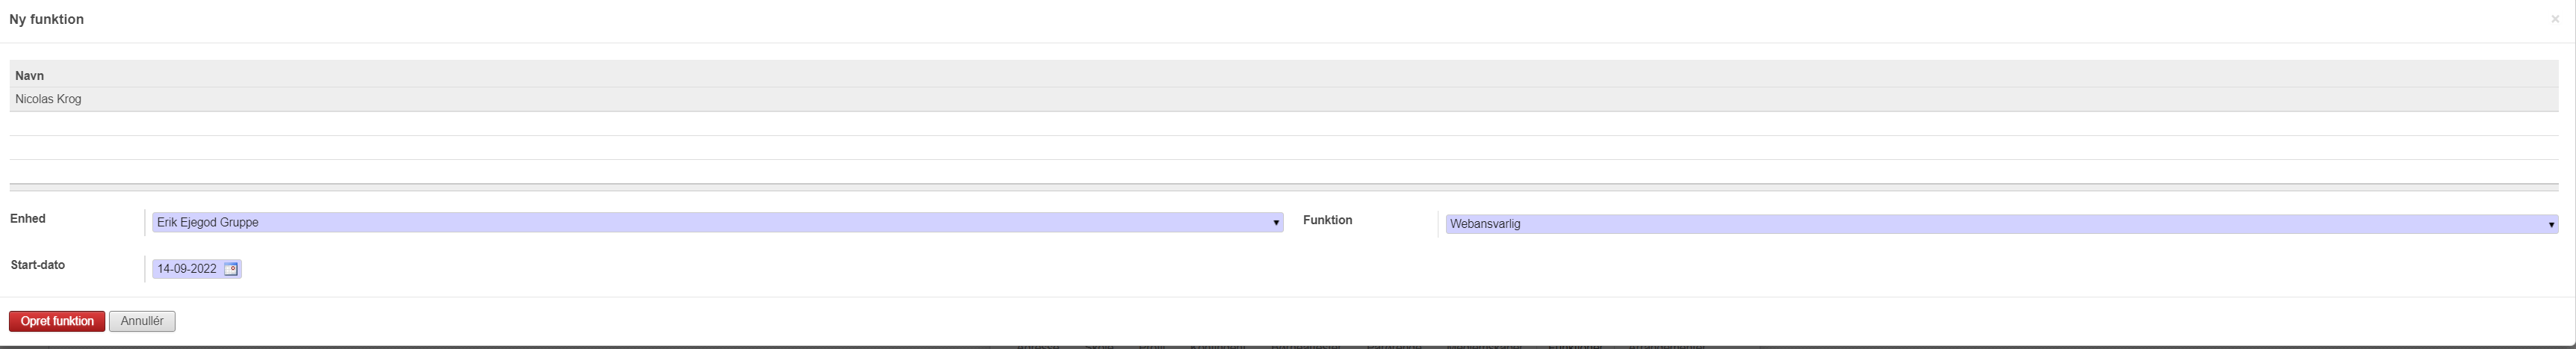 Ny funktion
×
Navn
Nicolas Krog
Enhed
Erik Ejegod Gruppe
Funktion
Webansvarlig
Start-dato
14-09-2022
Opret funktion
Annullér